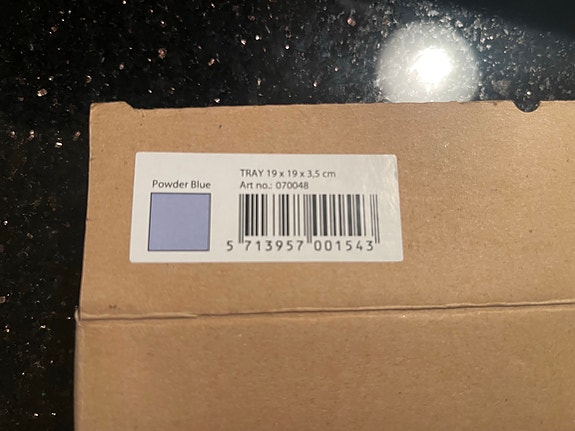 TRAY 19 x 19 x 3,5 cm
Art no.: 070048
Powder Blue
5 713957 001543